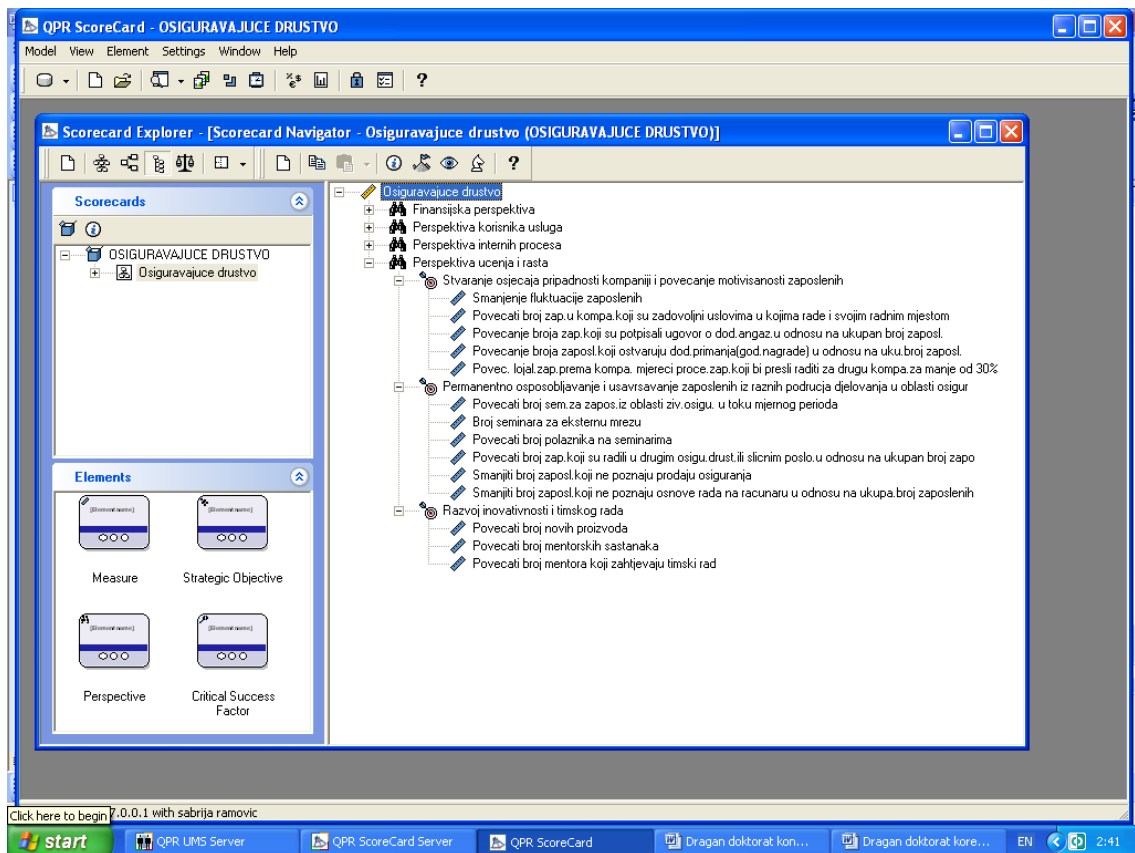 QPR ScoreCard - OSIGURAVAJUCE DRUSTVO
Model View Element Settings Window Help
Scorecard Explorer - [Scorecard Navigator - Osiguravajuce drustvo (OSIGURAVAJUCE DRUSTVO)]
Scorecards
OSIGURAVAJUCE DRUSTVO
Osiguravajuce drustvo
Elements
[Element name]
[Element name]
Measure
Strategic Objective
[Element name]
[Element name]
Perspective
Critical Success
Factor
Osiguravajuce drustvo
Finansijska perspektiva
Perspektiva korisnika usluga
Perspektiva internih procesa
Perspektiva ucenja i rasta
Stvaranje osjecaja pripadnosti kompaniji i povecanje motivisanosti zaposlenih
Smanjenje fluktuacije zaposlenih
Povecati broj zap.u kompa.koji su zadovoljni uslovima u kojima rade i svojim radnim mjestom
Povecanje broja zap.koji su potpisali ugovor o dod.angaz.u odnosu na ukupan broj zaposl.
Povecanje broja zaposl.koji ostvaruju dod.primanja(god.nagrade) u odnosu na uku.broj zaposl.
Povec. lojal.zap.prema kompa. mjereci proce.zap.koji bi presli raditi za drugu kompa.za manje od 30%
Permanentno osposobljavanje i usavrsavanje zaposlenih iz raznih podrucja djelovanja u oblasti osigur
Povecati broj sem.za zapos.iz oblasti ziv.osigu. u toku mjernog perioda
Broj seminara za eksternu mrezu
Povecati broj polaznika na seminarima
Povecati broj zap.koji su radili u drugim osigu.drust.ili slicnim poslo.u odnosu na ukupan broj zapo
Smanjiti broj zaposl.koji ne poznaju prodaju osiguranja
Smanjiti broj zaposl.koji ne poznaju osnove rada na racunaru u odnosu na ukupa.broj zaposlenih
Razvoj inovativnosti i timskog rada
Povecati broj novih proizvoda
Povecati broj mentorskih sastanaka
Povecati broj mentora koji zahtjevaju timski rad
Click here to begin 7.0.0.1 with sabrija ramovic
start QPR UMS Server QPR ScoreCard Server QPR ScoreCard Dragan doktorat kon... Dragan doktorat kore... EN 2:41